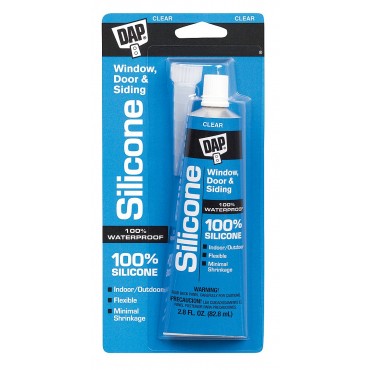 CLEAR
DAP
Window,
Door &
Siding
Silicone
100%
WATERPROOF
100%
SILICONE
Indoor/Outdoor
Flexible
Minimal
Shrinkage
CLEAR
DAP
Window,
Door &
Siding
Silicone
100%
WATERPROOF
100%
SILICONE
Indoor/Outdoor
Flexible
Minimal
Shrinkage
WARNING!
PRECAUCIÓN!
2.8 FL. OZ. (82.8 mL)